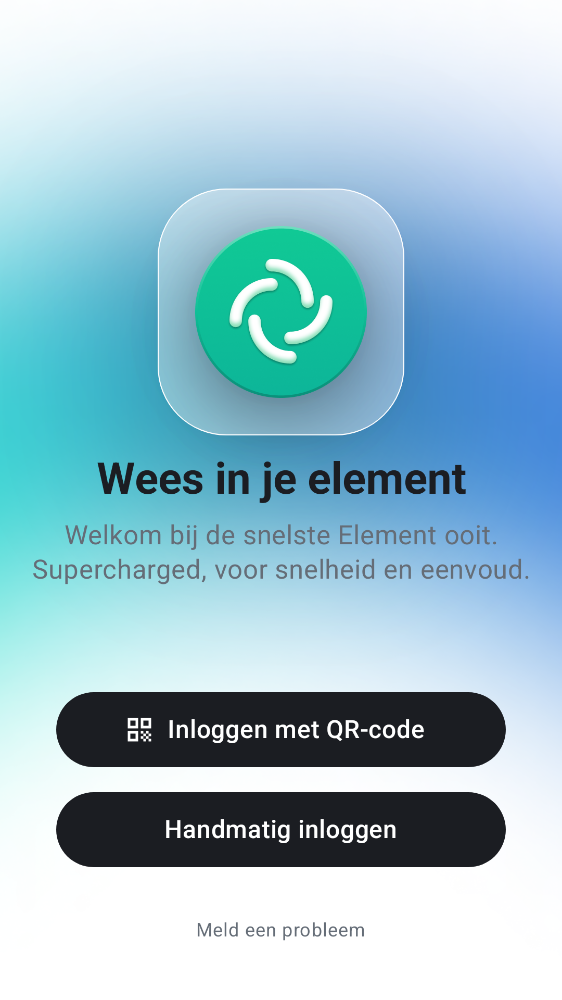 Wees in je element
Welkom bij de snelste Element ooit.
Supercharged, voor snelheid en eenvoud.
Inloggen met QR-code
Handmatig inloggen
Meld een probleem